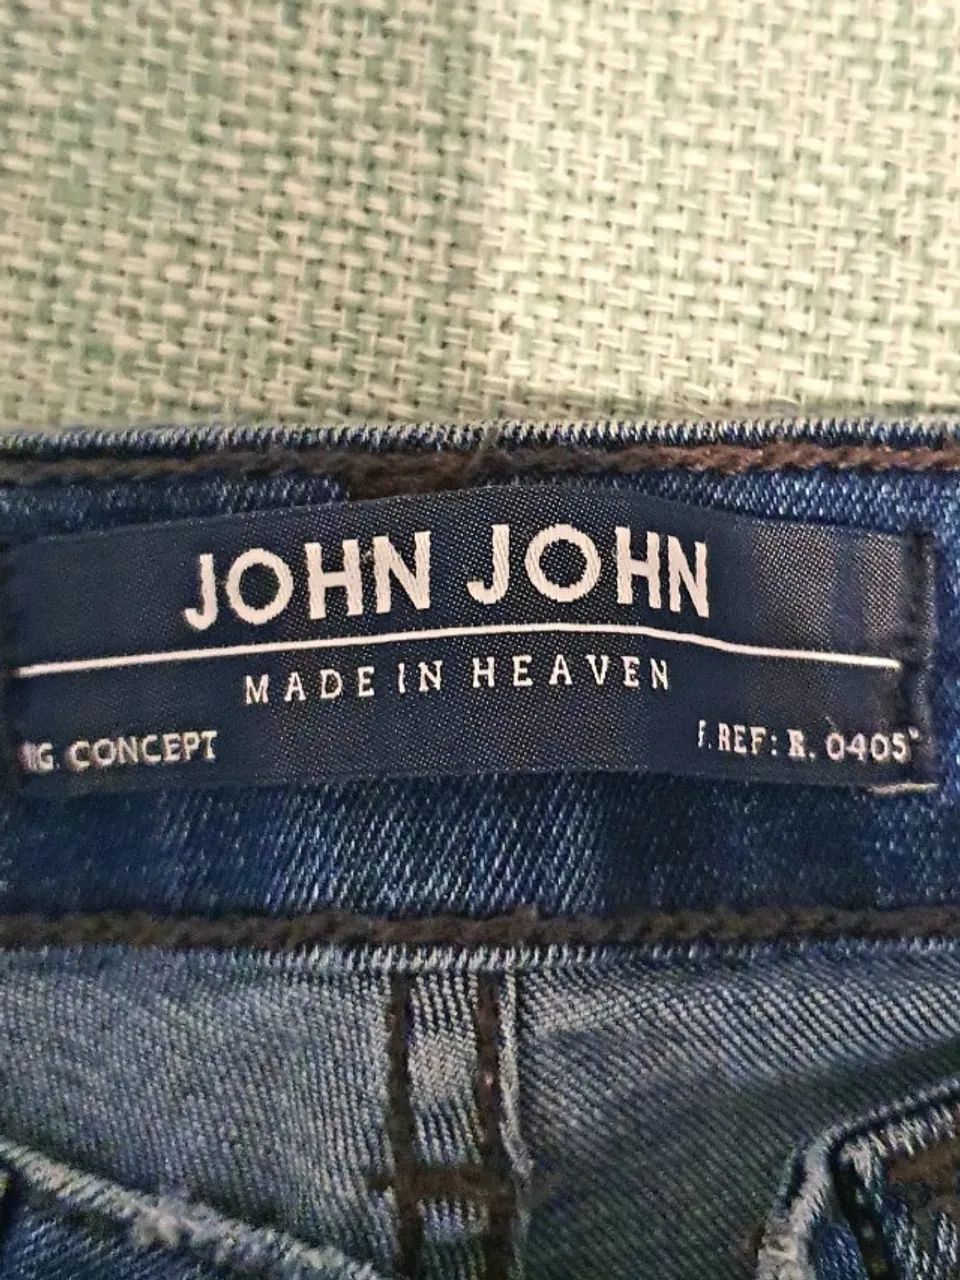 JOHN JOHN
MADE IN HEAVEN
CONCEPT
F. REF: R. 0405